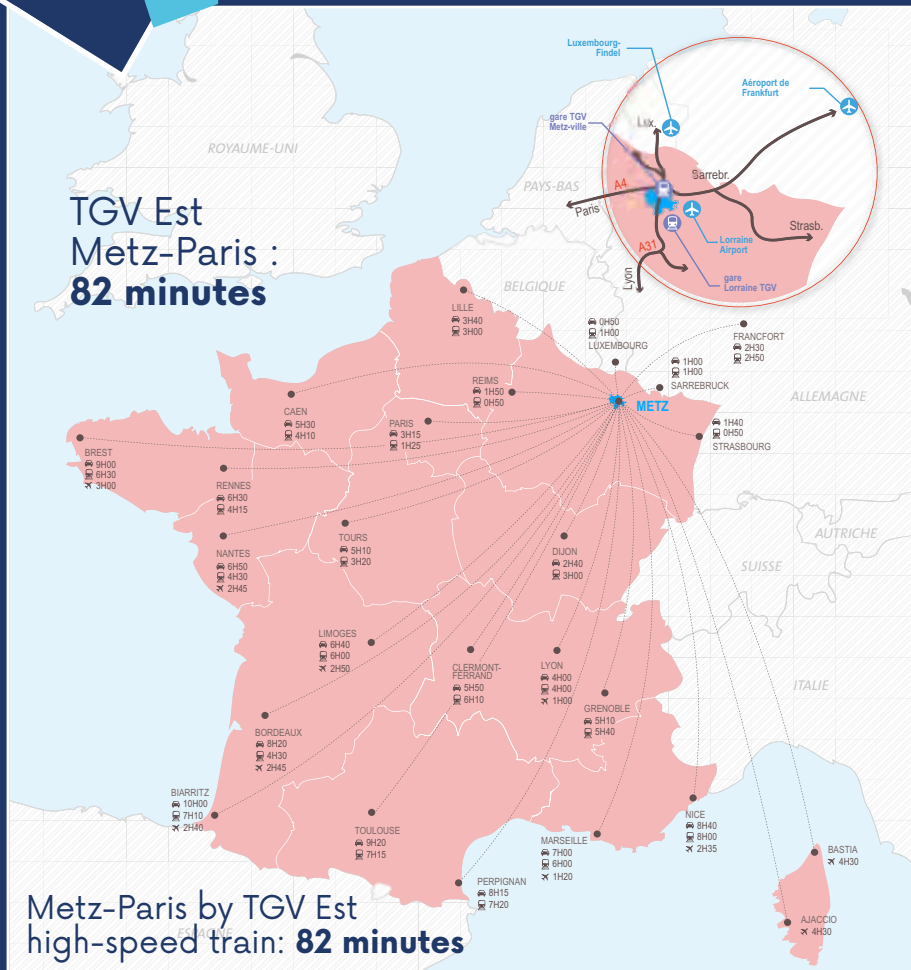 Luxembourg-
Findel
Aéroport de
Frankfurt
gare TGV
Metz-ville
Lux.
ROYAUME-UNI
PAYS-BAS
Sarrebr.
A4
Paris
TGV Est
Metz-Paris :
82 minutes
Strasb.
Lorraine
Airport
A31
Lyon
gare
Lorraine TGV
BELGIQUE
LILLE
3H40
3H00
0H50
1H00
LUXEMBOURG
FRANCFORT
2H30
2H50
1H00
1H00
SARREBRUCK
REIMS
1H50
0H50
ALLEMAGNE
METZ
CAEN
5H30
4H10
PARIS
3H15
1H25
1H40
0H50
STRASBOURG
BREST
9H00
6H30
3H00
RENNES
6H30
4H15
TOURS
5H10
3H20
NANTES
6H50
4H30
2H45
DIJON
2H40
3H00
AUTRICHE
SUISSE
LIMOGES
6H40
6H00
2H50
CLERMONT-
FERRAND
5H50
6H10
LYON
4H00
4H00
1H00
ITALIE
GRENOBLE
5H10
5H40
BORDEAUX
8H20
4H30
2H45
BIARRITZ
10H00
7H10
2H40
TOULOUSE
9H20
7H15
MARSEILLE
7H00
6H00
1H20
NICE
8H40
8H00
2H35
BASTIA
4H30
PERPIGNAN
8H15
7H20
AJACCIO
4H30
ESPAGNE
Metz-Paris by TGV Est
high-speed train: 82 minutes